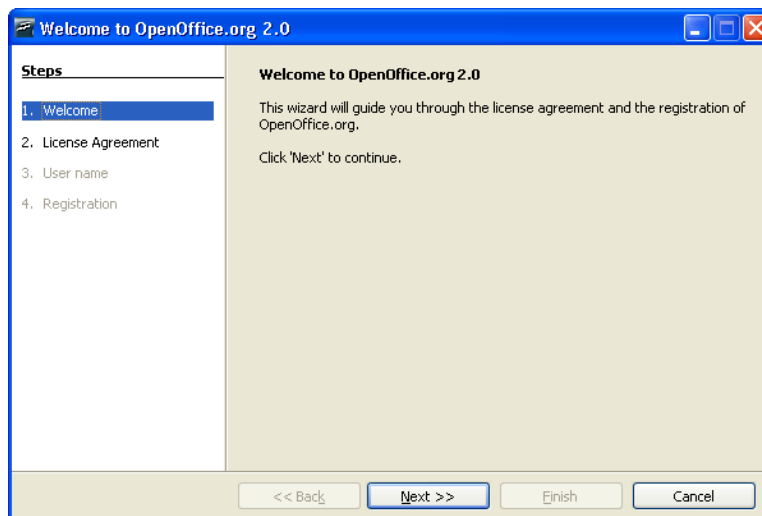 Welcome to OpenOffice.org 2.0
Steps
1. Welcome
2. License Agreement
3. User name
4. Registration
Welcome to OpenOffice.org 2.0
This wizard will guide you through the license agreement and the registration of
OpenOffice.org.
Click 'Next' to continue.
<< Back
Next >>
Finish
Cancel